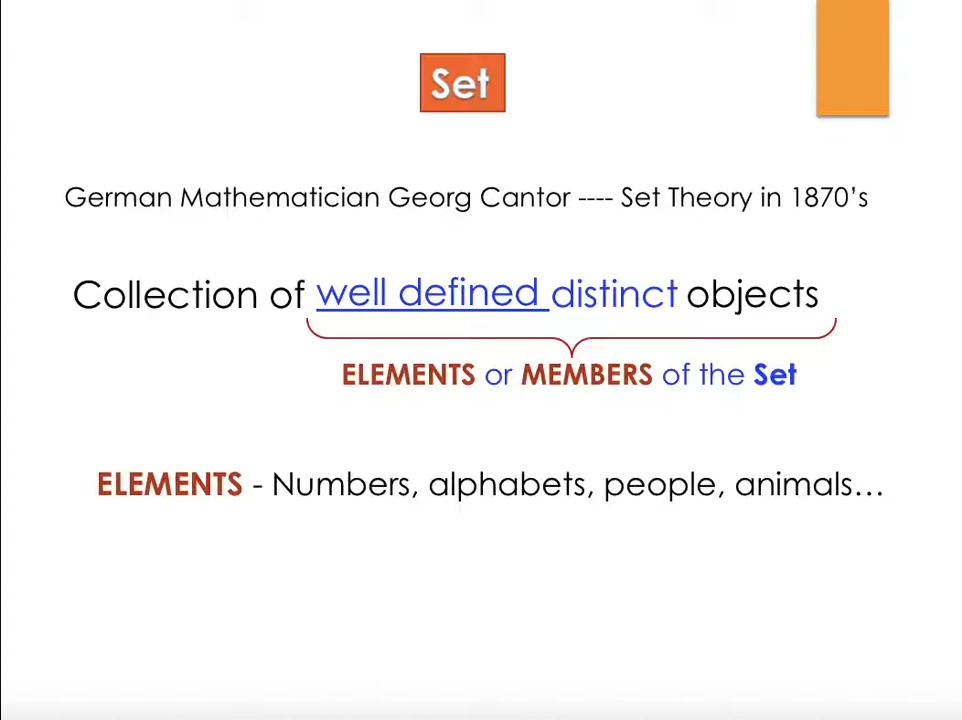 Set
German Mathematician Georg Cantor ---- Set Theory in 1870’s
Collection of well defined distinct objects
ELEMENTS or MEMBERS of the Set
ELEMENTS - Numbers, alphabets, people, animals…